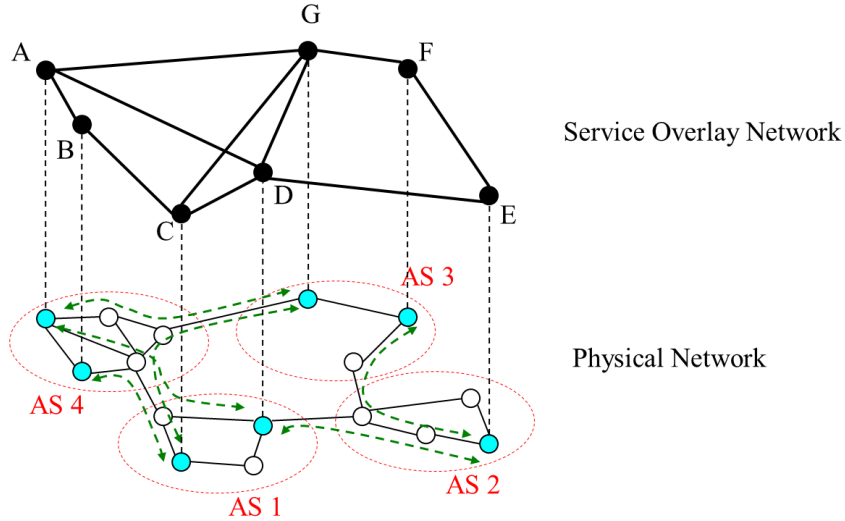 G
A
F
B
Service Overlay Network
D
C
E
AS 3
Physical Network
AS 4
AS 1
AS 2